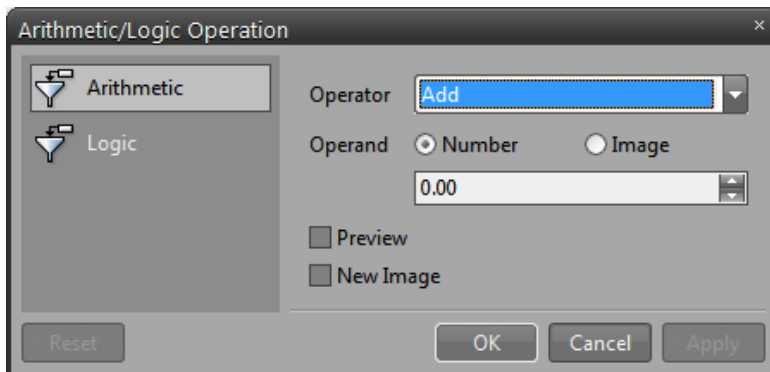 Arithmetic/Logic Operation
Arithmetic
Logic
Operator Add
Operand Number Image
0.00
Preview
New Image
Reset OK Cancel Apply